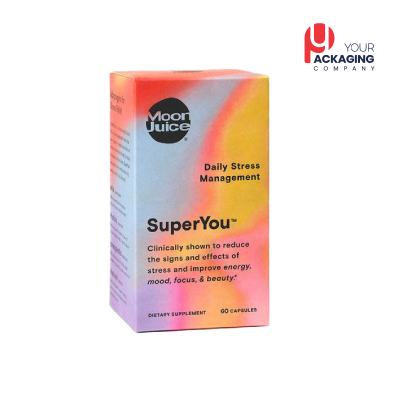 YOUR
PACKAGING
COMPANY
Moon
Juice
®
Daily Stress
Management
SuperYou™
Clinically shown to reduce
the signs and effects of
stress and improve energy,
mood, focus, & beauty.*
DIETARY SUPPLEMENT 60 CAPSULES